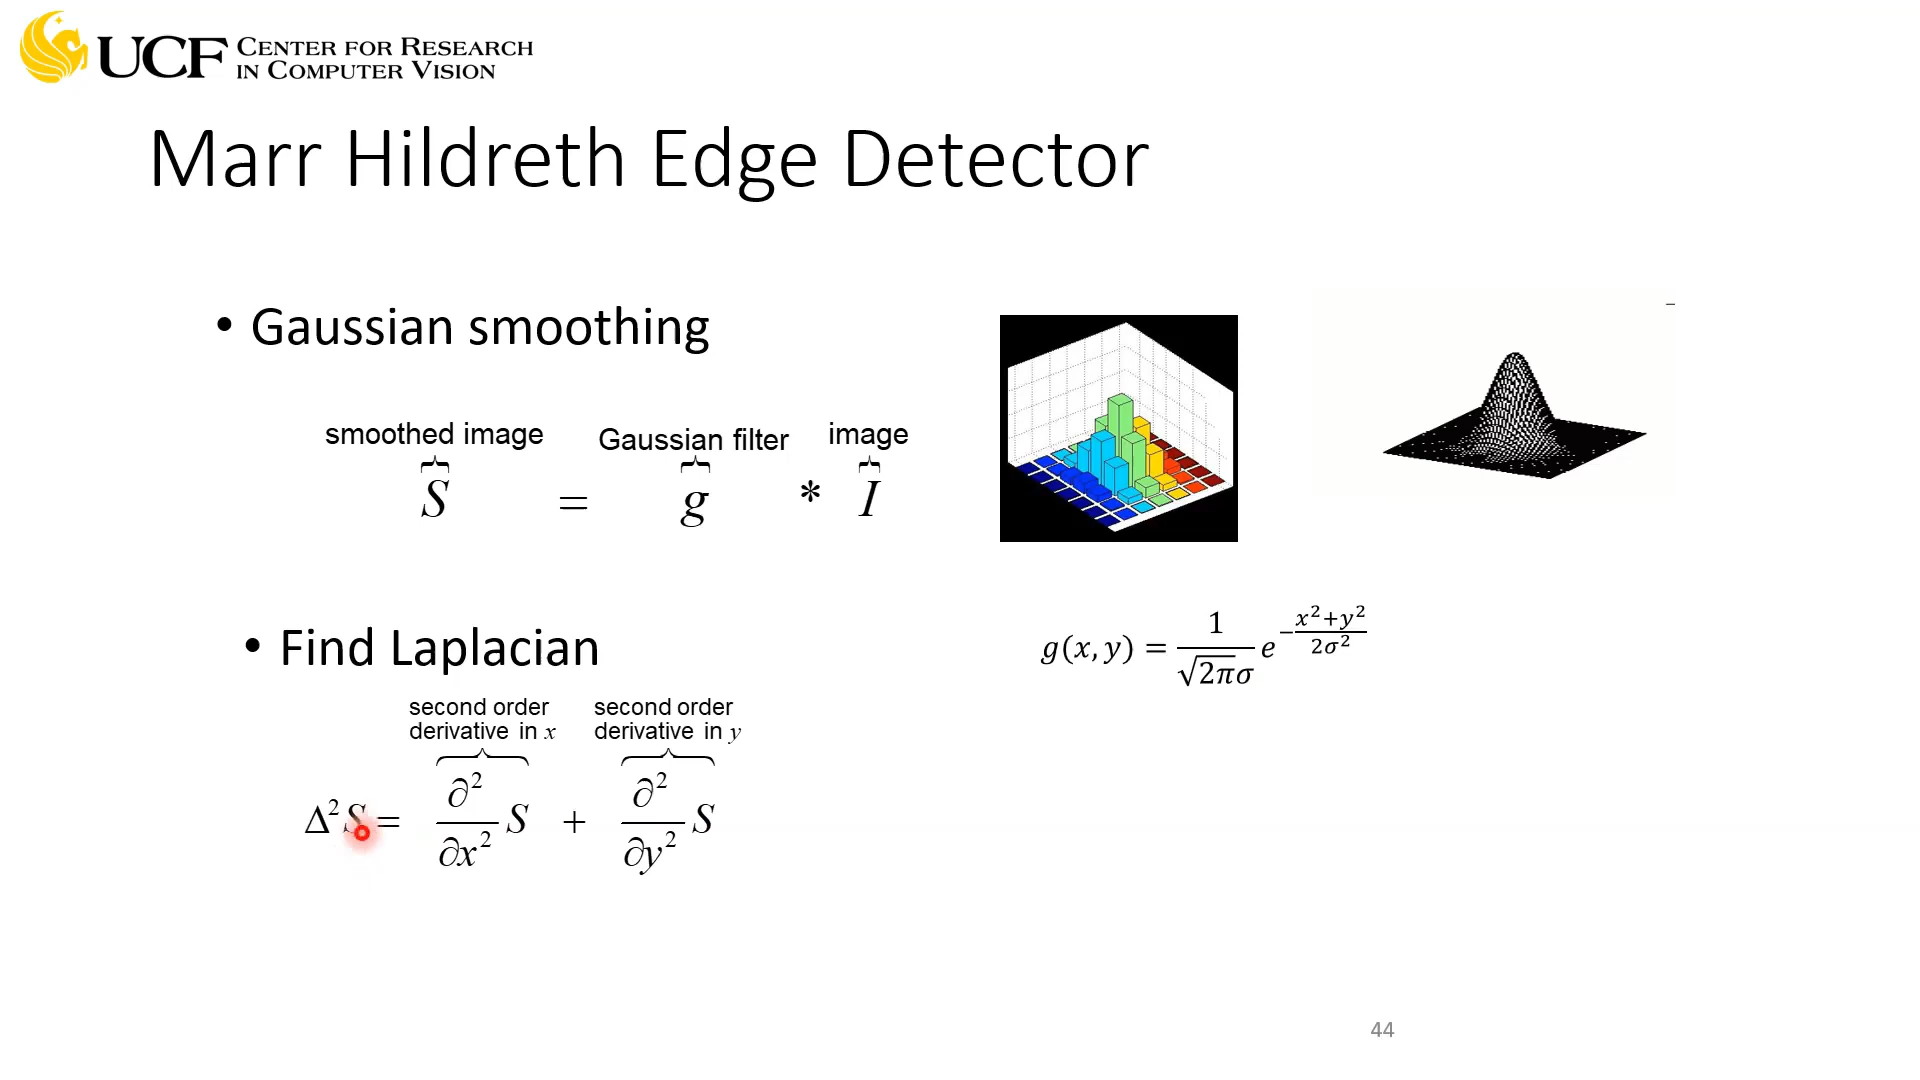 UCF CENTER FOR RESEARCH
IN COMPUTER VISION
Marr Hildreth Edge Detector
• Gaussian smoothing
smoothed image Gaussian filter image
S = g * I
• Find Laplacian
g(x, y) = 1/(√2π σ) e^(−(x²+y²)/(2σ²))
second order second order
derivative in x derivative in y
Δ²S = ∂²/∂x² S + ∂²/∂y² S
44